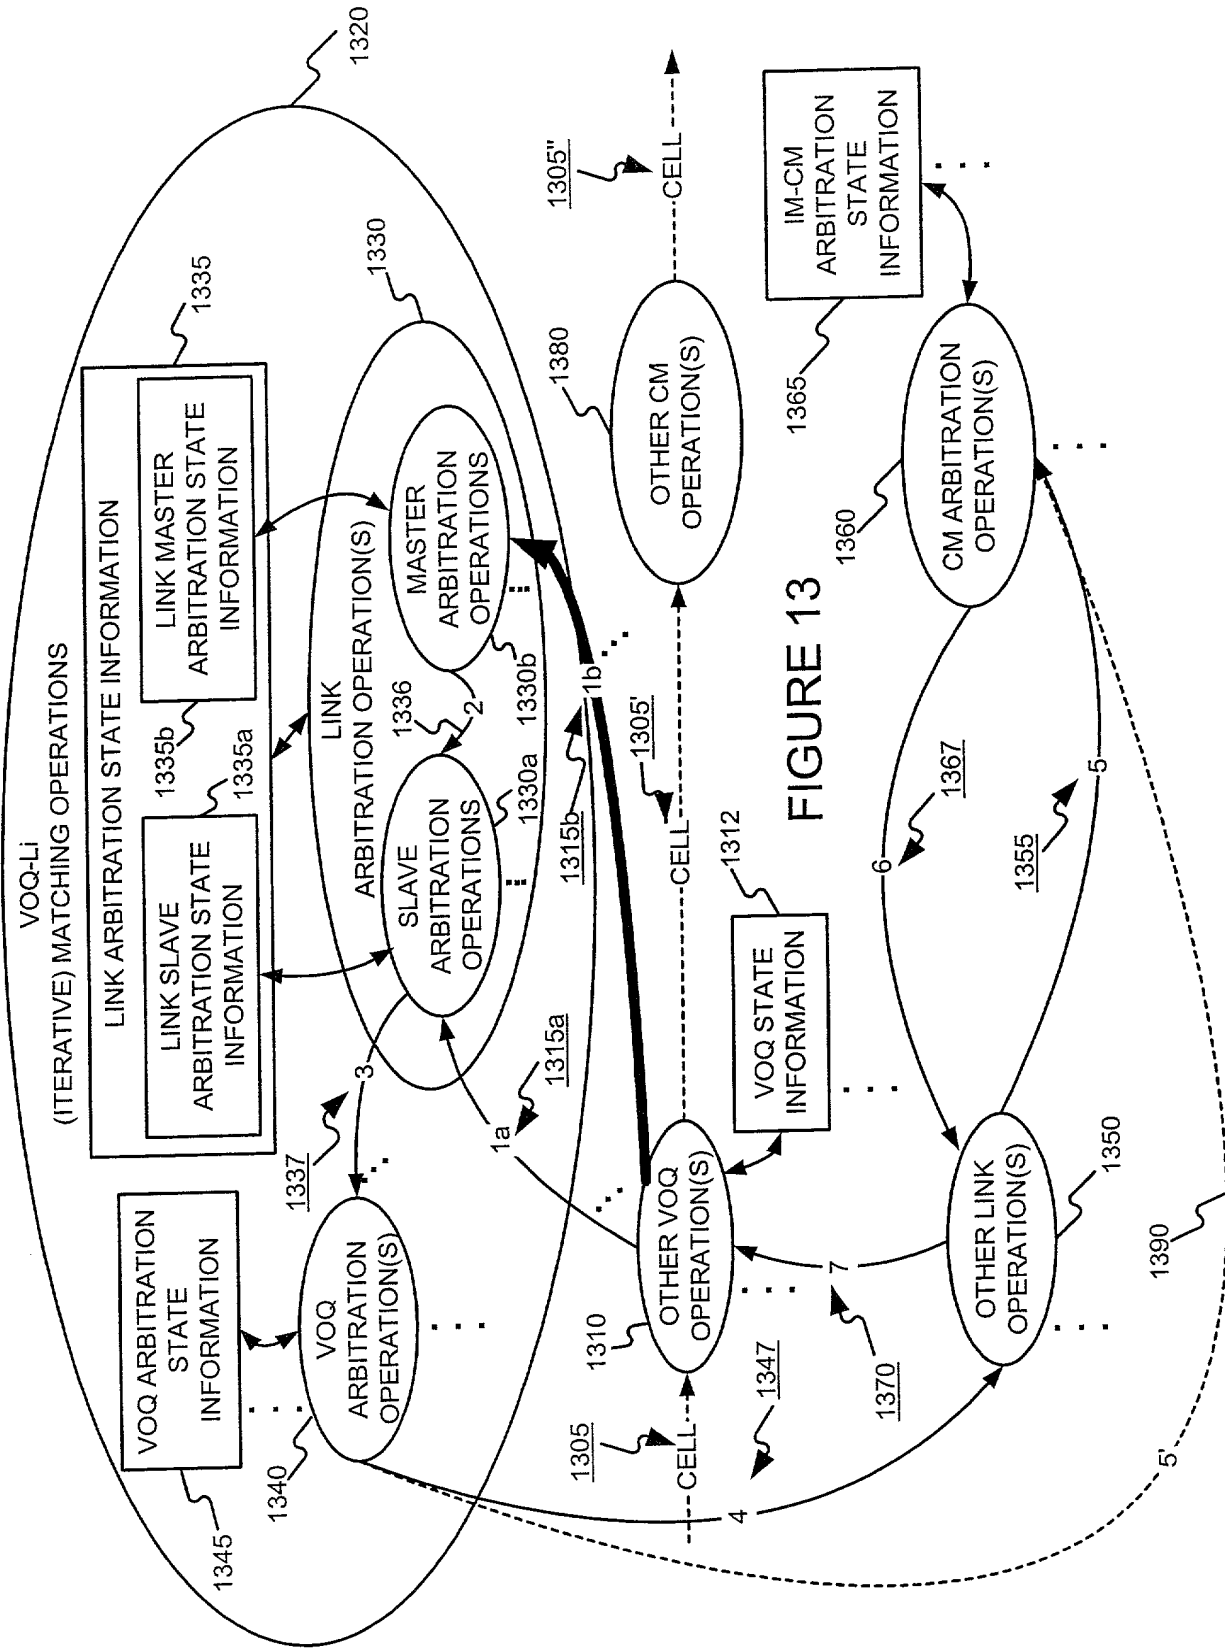 VOQ-Li
(ITERATIVE) MATCHING OPERATIONS
1320
LINK ARBITRATION STATE INFORMATION
1335
LINK SLAVE
ARBITRATION STATE
INFORMATION
1335a
LINK MASTER
ARBITRATION STATE
INFORMATION
1335b
VOQ ARBITRATION
STATE
INFORMATION
1345
LINK
ARBITRATION OPERATION(S)
1330
SLAVE
ARBITRATION
OPERATIONS
1330a
MASTER
ARBITRATION
OPERATIONS
1330b
2
1336
3
1337
VOQ
ARBITRATION
OPERATION(S)
1340
1a
1315a
1b
1315b
CELL
1305
OTHER VOQ
OPERATION(S)
1310
VOQ STATE
INFORMATION
1312
CELL
1305'
OTHER CM
OPERATION(S)
1380
CELL
1305"
4
1347
7
1370
OTHER LINK
OPERATION(S)
1350
6
1367
5
1355
CM ARBITRATION
OPERATION(S)
1360
IM-CM
ARBITRATION
STATE
INFORMATION
1365
5'
1390
FIGURE 13